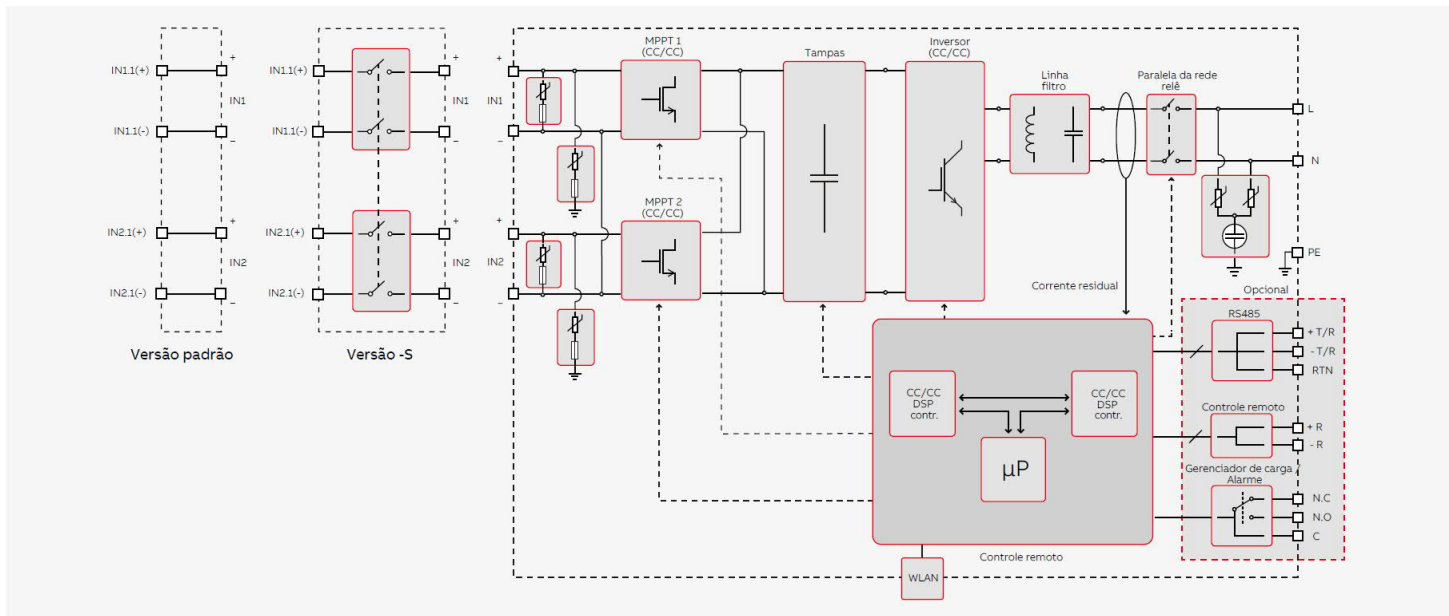 MPPT 1
(CC/CC)
Tampas
Inversor
(CC/CC)
Linha
filtro
Paralela da rede
relê
IN1.1(+)
+
IN1
IN1.1(-)
−
IN1.1(+)
+
IN1
IN1.1(-)
−
+
IN1
−
L
N
MPPT 2
(CC/CC)
IN2.1(+)
+
IN2
IN2.1(-)
−
IN2.1(+)
+
IN2
IN2.1(-)
−
+
IN2
−
PE
Corrente residual
Opcional
Versão padrão
Versão -S
RS485
+ T/R
- T/R
RTN
CC/CC
DSP
contr.
CC/CC
DSP
contr.
µP
Controle remoto
+ R
- R
Gerenciador de carga /
Alarme
N.C
N.O
C
Controle remoto
WLAN